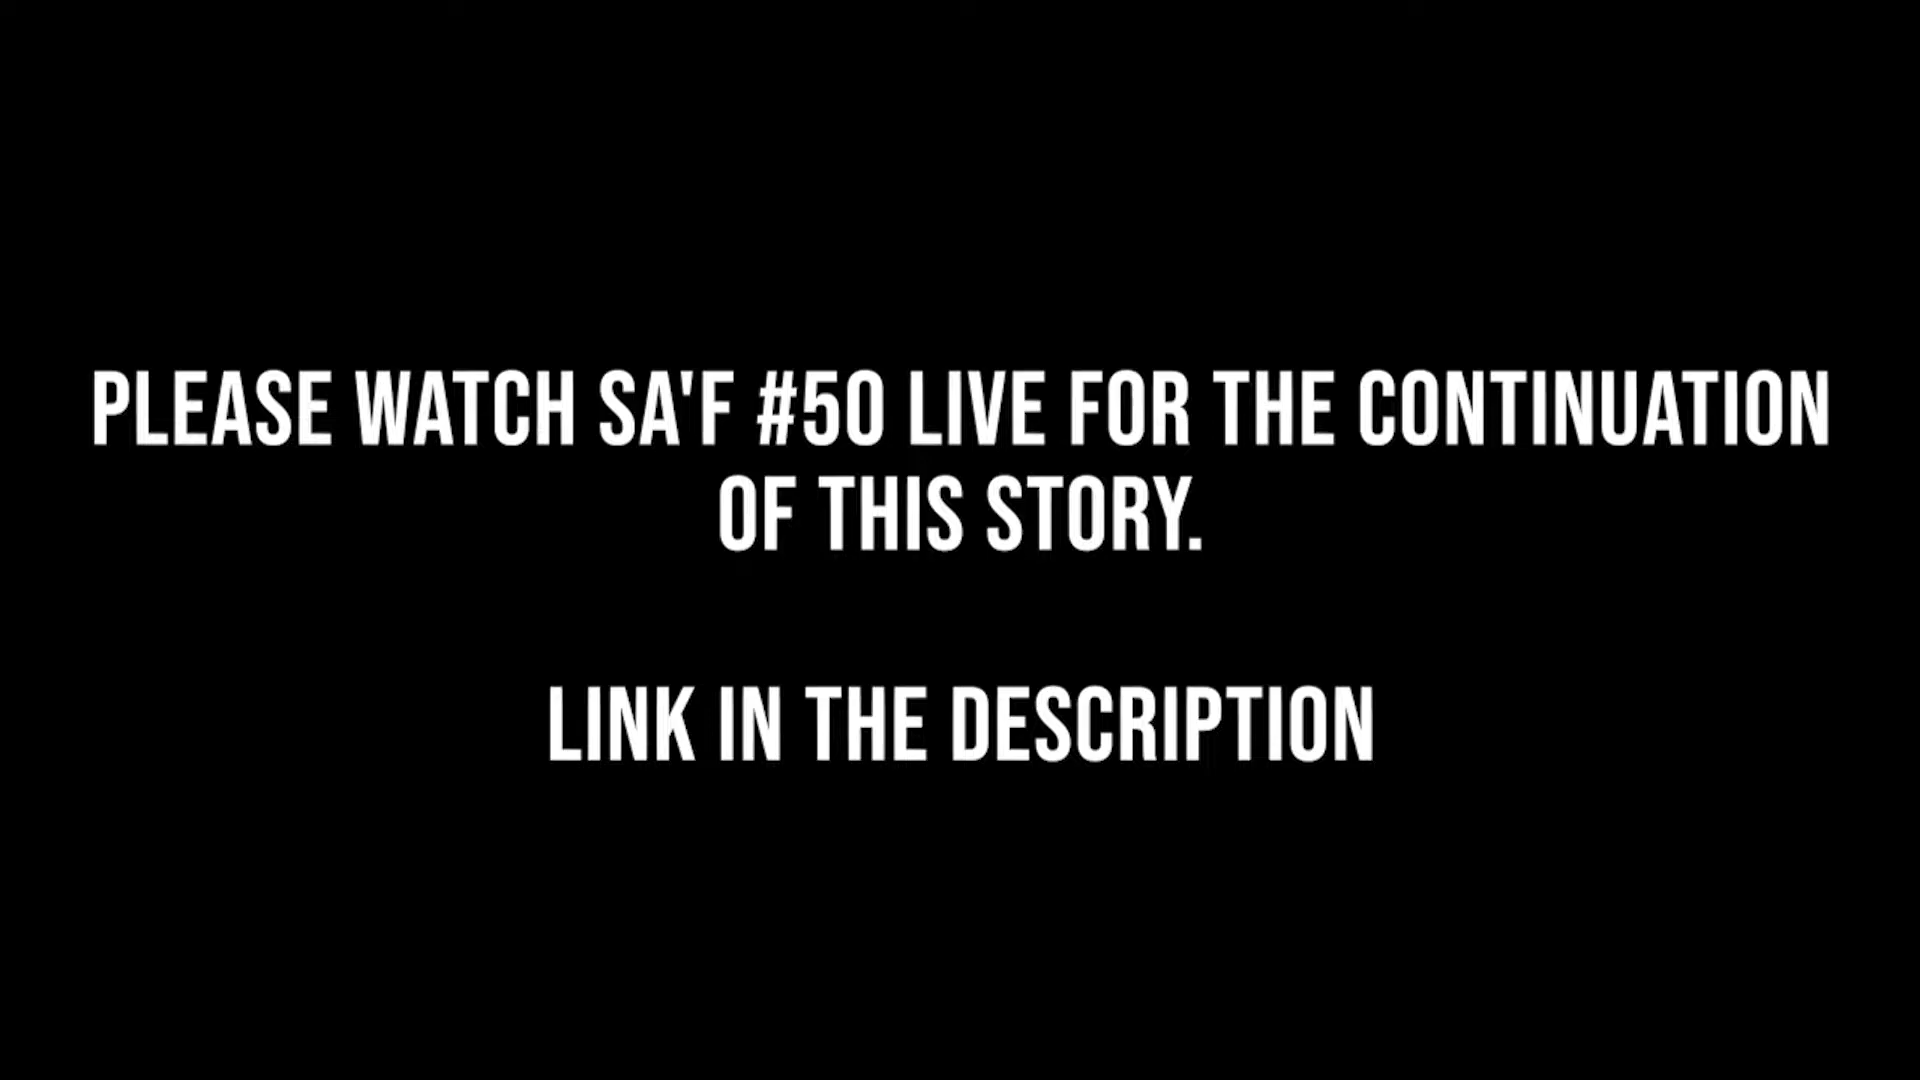 PLEASE WATCH SA'F #50 LIVE FOR THE CONTINUATION
OF THIS STORY.
LINK IN THE DESCRIPTION